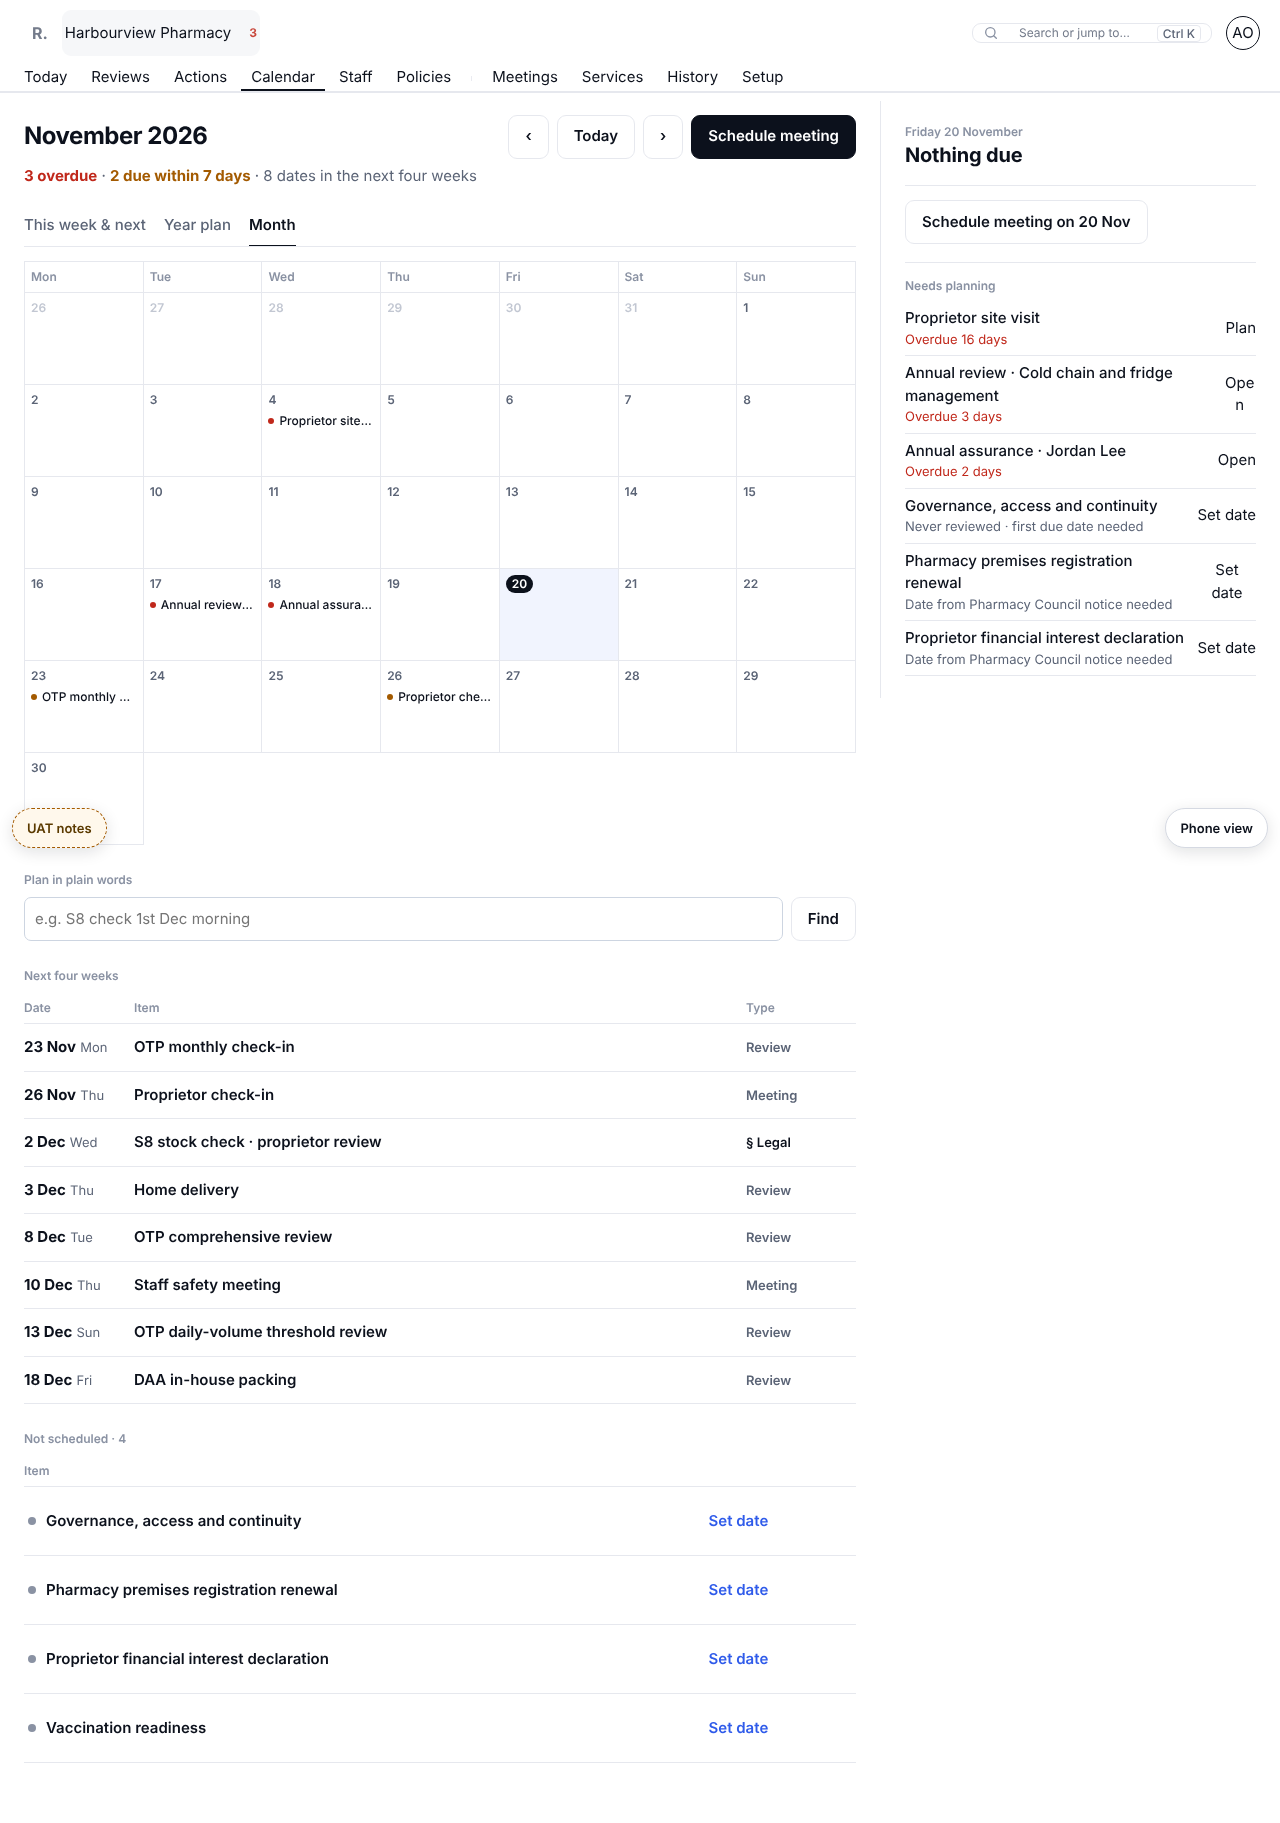 R. Harbourview Pharmacy 3
Search or jump to... Ctrl K AO
Today Reviews Actions Calendar Staff Policies Meetings Services History Setup
November 2026
‹ Today › Schedule meeting
3 overdue · 2 due within 7 days · 8 dates in the next four weeks
This week & next Year plan Month
Mon Tue Wed Thu Fri Sat Sun
26 27 28 29 30 31 1
2 3 4 5 6 7 8
Proprietor site...
9 10 11 12 13 14 15
16 17 18 19 20 21 22
Annual review... Annual assura...
23 24 25 26 27 28 29
OTP monthly ... Proprietor che...
30
UAT notes
Friday 20 November
Nothing due
Schedule meeting on 20 Nov
Needs planning
Proprietor site visit
Overdue 16 days
Plan
Annual review · Cold chain and fridge
management
Overdue 3 days
Ope
n
Annual assurance · Jordan Lee
Overdue 2 days
Open
Governance, access and continuity
Never reviewed · first due date needed
Set date
Pharmacy premises registration
renewal
Date from Pharmacy Council notice needed
Set
date
Proprietor financial interest declaration
Date from Pharmacy Council notice needed
Set date
Phone view
Plan in plain words
e.g. S8 check 1st Dec morning
Find
Next four weeks
Date Item Type
23 Nov Mon OTP monthly check-in Review
26 Nov Thu Proprietor check-in Meeting
2 Dec Wed S8 stock check · proprietor review § Legal
3 Dec Thu Home delivery Review
8 Dec Tue OTP comprehensive review Review
10 Dec Thu Staff safety meeting Meeting
13 Dec Sun OTP daily-volume threshold review Review
18 Dec Fri DAA in-house packing Review
Not scheduled · 4
Item
Governance, access and continuity Set date
Pharmacy premises registration renewal Set date
Proprietor financial interest declaration Set date
Vaccination readiness Set date